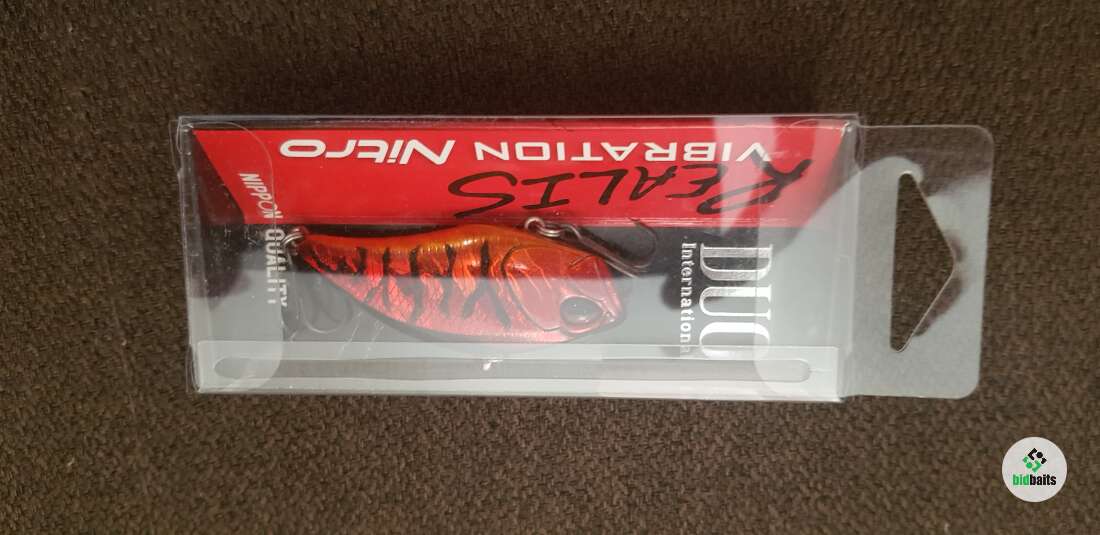 REALIS
VIBRATION Nitro
NIPPON QUALITY
DUO
International
bidbaits